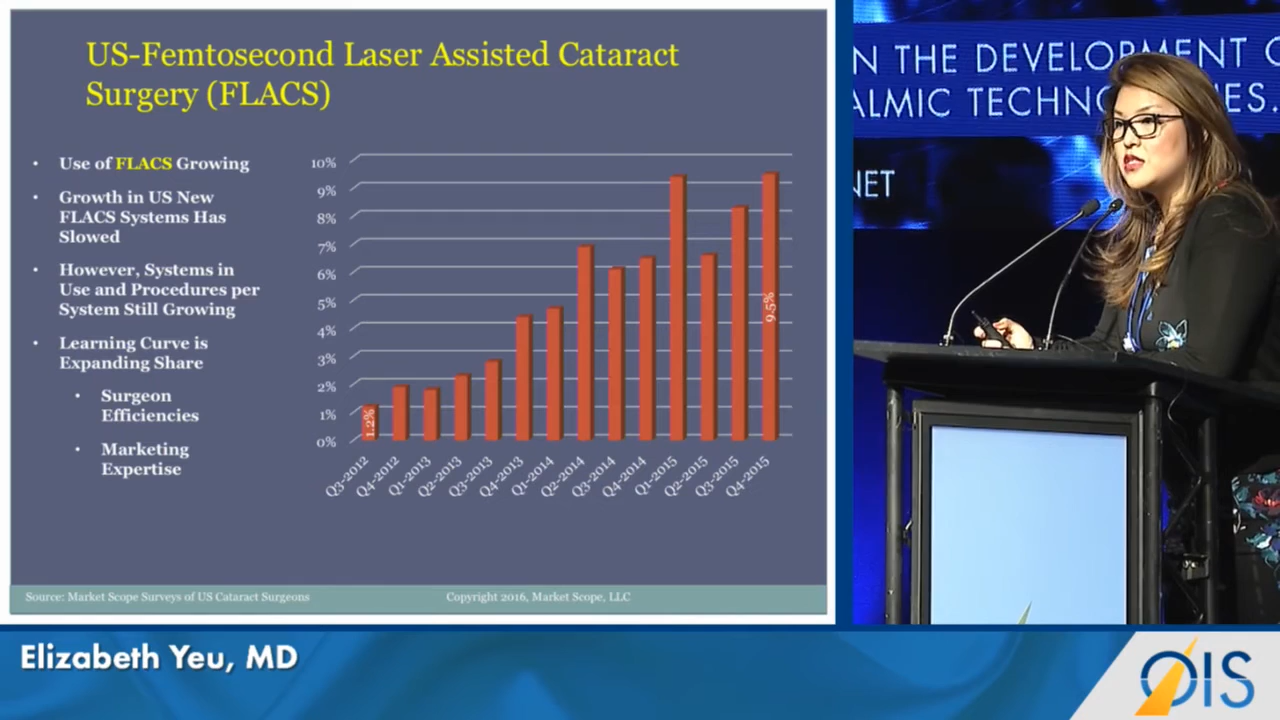 US-Femtosecond Laser Assisted Cataract
Surgery (FLACS)
• Use of FLACS Growing
• Growth in US New
FLACS Systems Has
Slowed
• However, Systems in
Use and Procedures per
System Still Growing
• Learning Curve is
Expanding Share
• Surgeon
Efficiencies
• Marketing
Expertise
10%
9%
8%
7%
6%
5%
4%
3%
2%
1%
0%
1.2%
9.5%
Q3-2012
Q4-2012
Q1-2013
Q2-2013
Q3-2013
Q4-2013
Q1-2014
Q2-2014
Q3-2014
Q4-2014
Q1-2015
Q2-2015
Q3-2015
Q4-2015
Source: Market Scope Surveys of US Cataract Surgeons
Copyright 2016, Market Scope, LLC
N THE DEVELOPMENT
ALMIC TECHNO ES.
NET
Elizabeth Yeu, MD
OIS